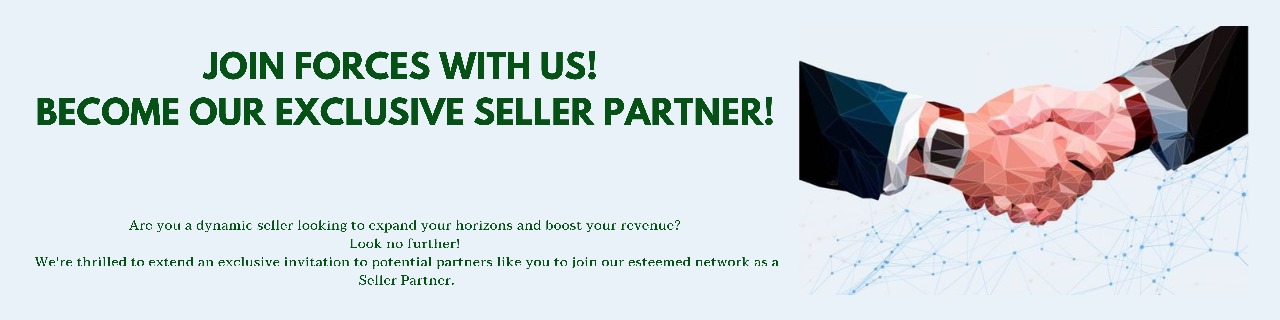 JOIN FORCES WITH US!
BECOME OUR EXCLUSIVE SELLER PARTNER!
Are you a dynamic seller looking to expand your horizons and boost your revenue?
Look no further!
We're thrilled to extend an exclusive invitation to potential partners like you to join our esteemed network as a
Seller Partner.